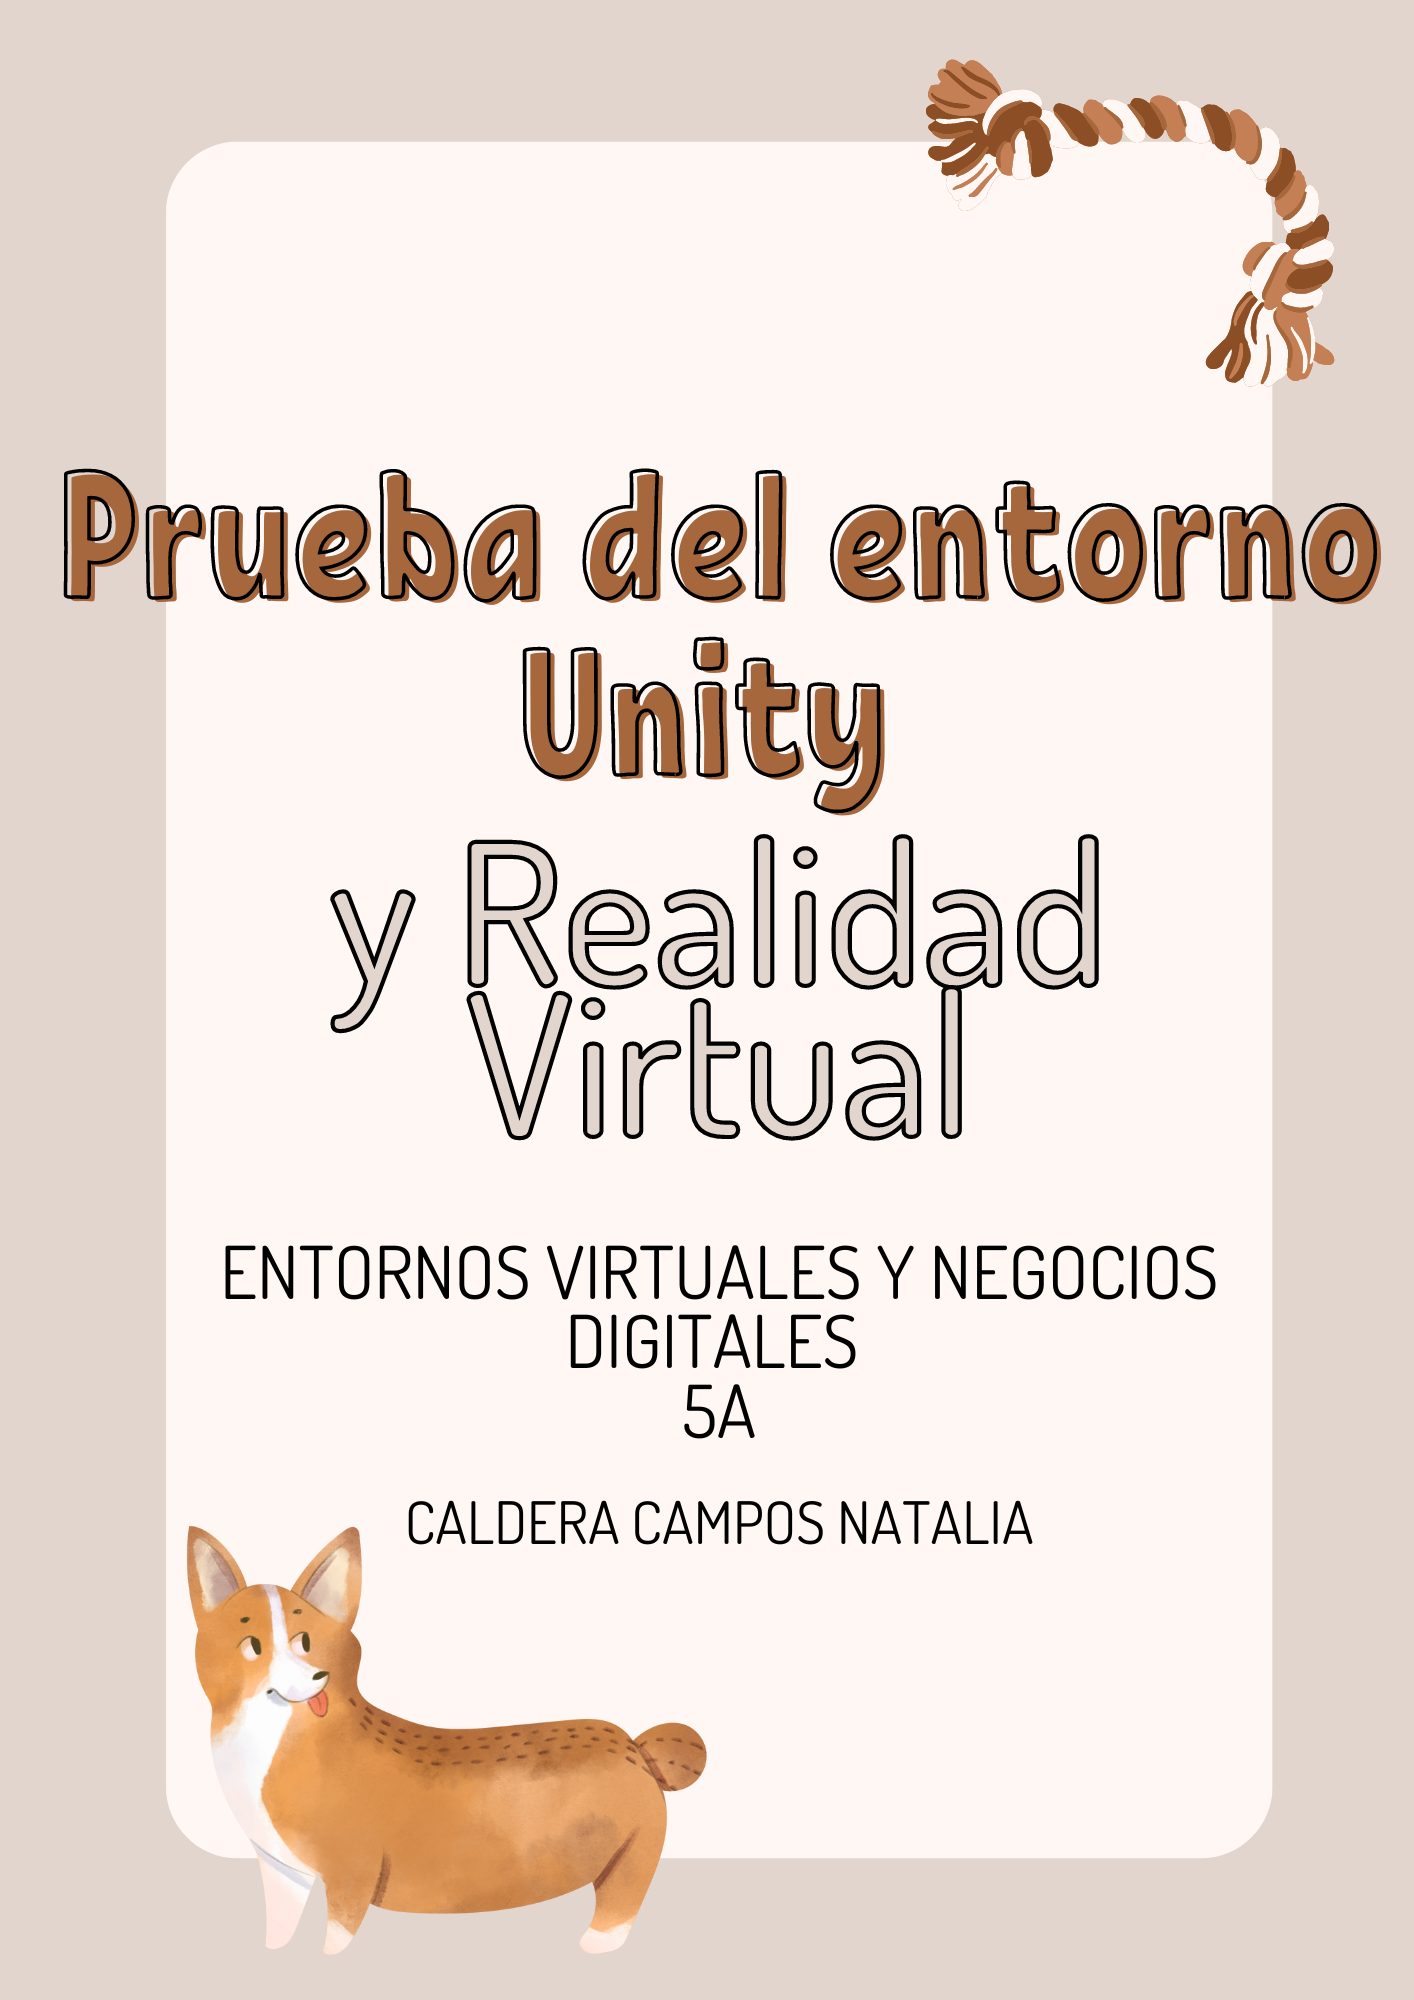 Prueba del entorno
Unity
y Realidad
Virtual
ENTORNOS VIRTUALES Y NEGOCIOS
DIGITALES
5A
CALDERA CAMPOS NATALIA